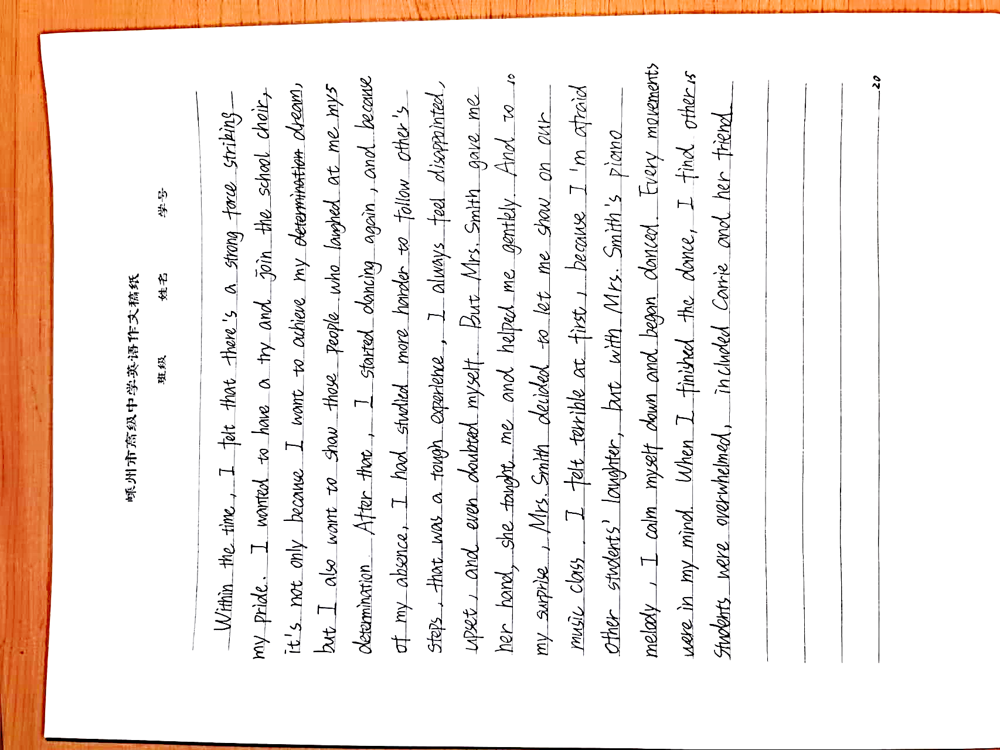 嵊州市高级中学英语作文稿纸
班级 姓名 学号
Within the time, I felt that there's a strong force striking
my pride. I wanted to have a try and join the school choir,
it's not only because I want to achieve my determination dream,
but I also want to show those people who laughed at me my 5
determination. After that, I started dancing again, and because
of my absence, I had studied more harder to follow other's
steps, that was a tough experience, I always feel disappointed,
upset, and even doubted myself. But Mrs. Smith gave me
her hand, she taught me and helped me gently. And to 10
my surprise, Mrs. Smith decided to let me show on our
music class. I felt terrible at first, because I'm afraid
other students' laughter, but with Mrs. Smith's piano
melody, I calm myself down and began danced. Every movements
were in my mind. When I finished the dance, I find other 15
students were overwhelmed, included Carrie and her friend.
20